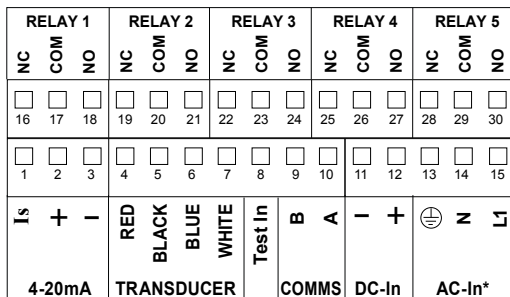 RELAY 1 RELAY 2 RELAY 3 RELAY 4 RELAY 5
NC COM NO NC COM NO NC COM NO NC COM NO NC COM NO
16 17 18 19 20 21 22 23 24 25 26 27 28 29 30
1 2 3 4 5 6 7 8 9 10 11 12 13 14 15
Is + − RED BLACK BLUE WHITE Test In B A − + N L1
4-20mA TRANSDUCER COMMS DC-In AC-In*